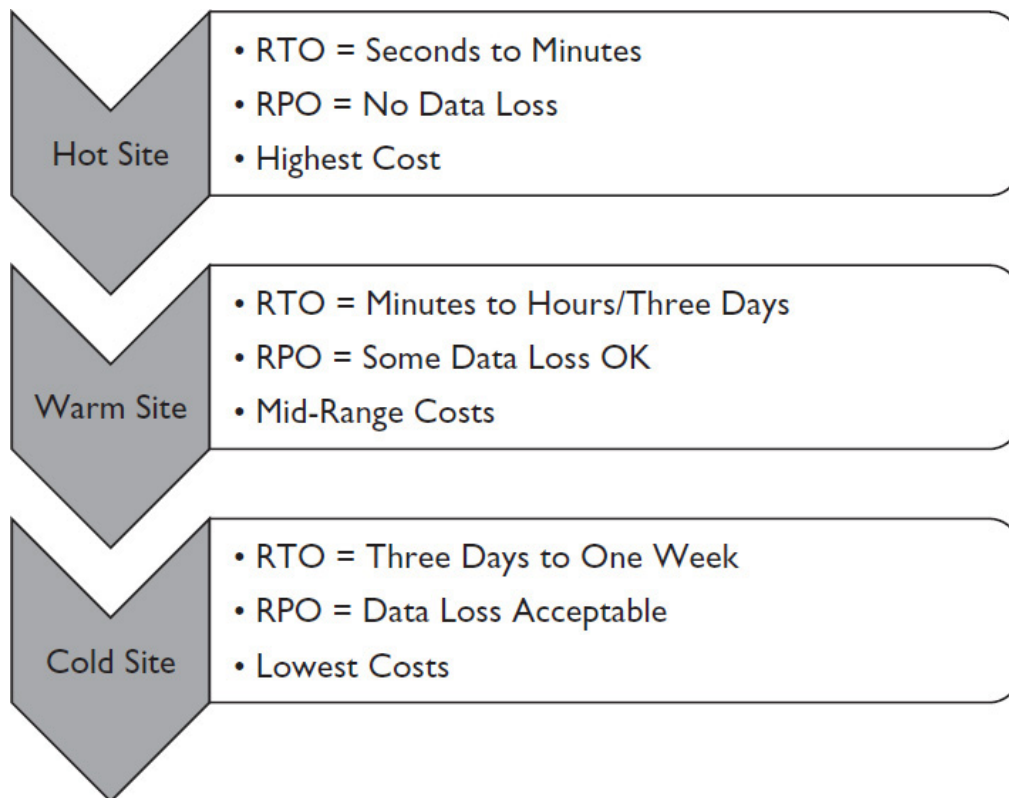 Hot Site
• RTO = Seconds to Minutes
• RPO = No Data Loss
• Highest Cost
Warm Site
• RTO = Minutes to Hours/Three Days
• RPO = Some Data Loss OK
• Mid-Range Costs
Cold Site
• RTO = Three Days to One Week
• RPO = Data Loss Acceptable
• Lowest Costs